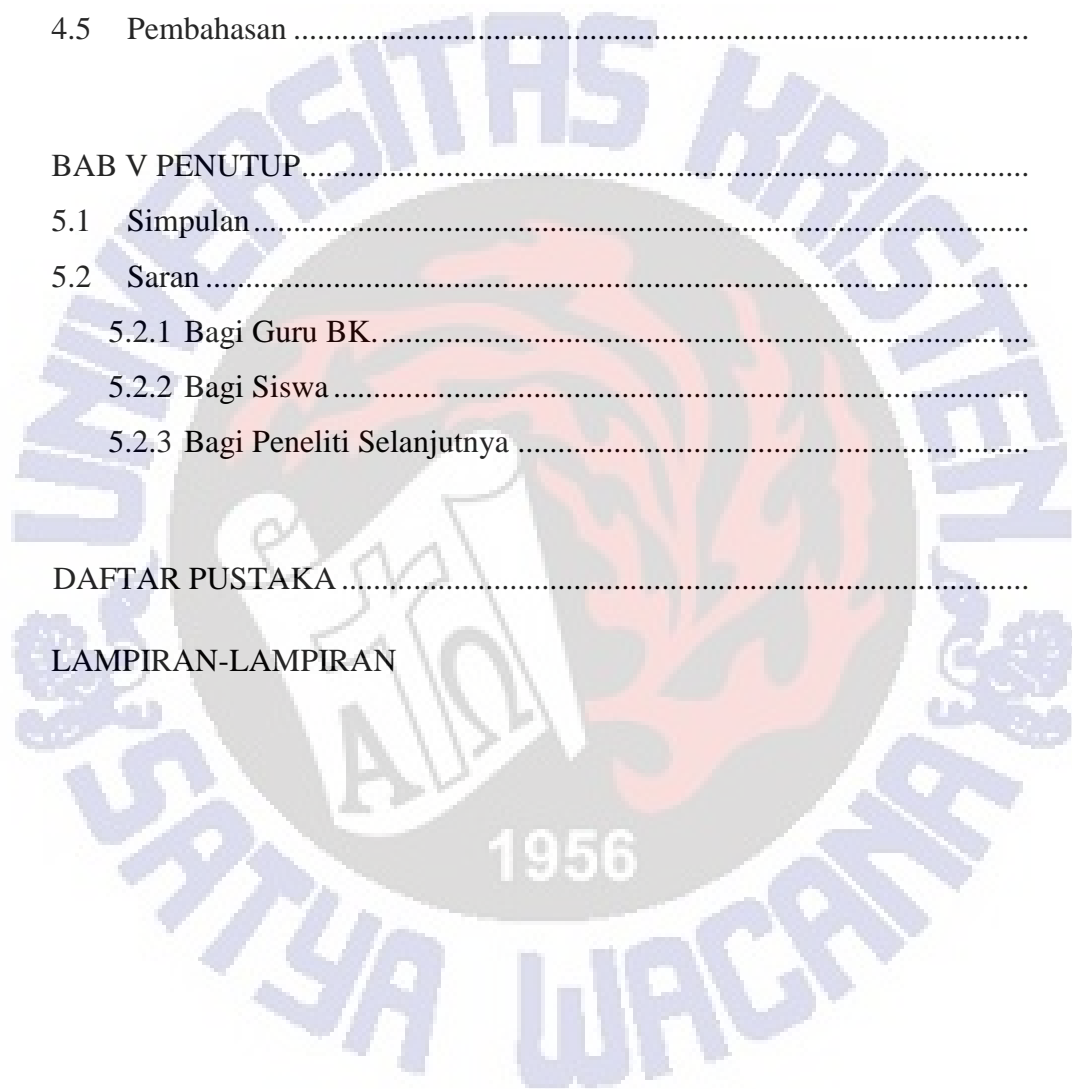 4.5 Pembahasan ..........................................................................................
BAB V PENUTUP..........................................................................................
5.1 Simpulan..........................................................................................
5.2 Saran ..........................................................................................
5.2.1 Bagi Guru BK...........................................................................................
5.2.2 Bagi Siswa ..........................................................................................
5.2.3 Bagi Peneliti Selanjutnya ..........................................................................................
DAFTAR PUSTAKA ..........................................................................................
LAMPIRAN-LAMPIRAN
UNIVERSITAS KRISTEN
SATYA WACANA
ΑΩ
1956